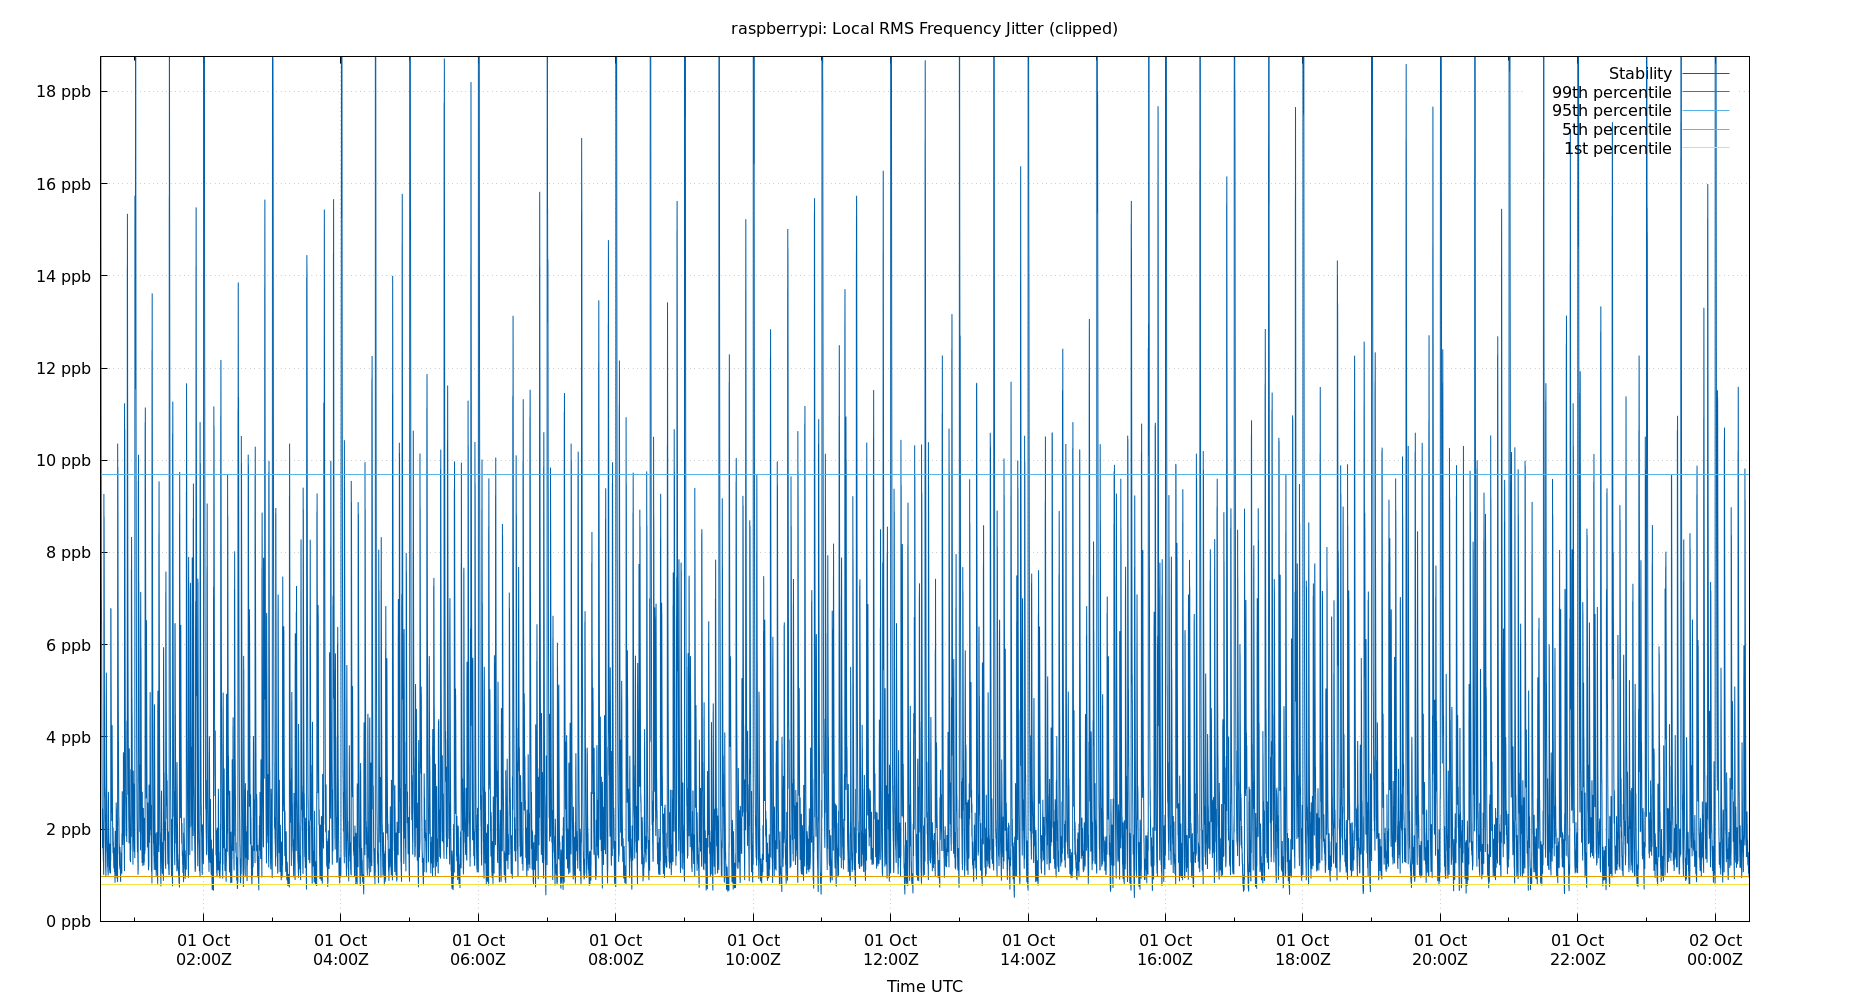 raspberrypi: Local RMS Frequency Jitter (clipped)
18 ppb
16 ppb
14 ppb
12 ppb
10 ppb
8 ppb
6 ppb
4 ppb
2 ppb
0 ppb
Stability
99th percentile
95th percentile
5th percentile
1st percentile
01 Oct 01 Oct 01 Oct 01 Oct 01 Oct 01 Oct 01 Oct 01 Oct 01 Oct 01 Oct 01 Oct 02 Oct
02:00Z 04:00Z 06:00Z 08:00Z 10:00Z 12:00Z 14:00Z 16:00Z 18:00Z 20:00Z 22:00Z 00:00Z
Time UTC